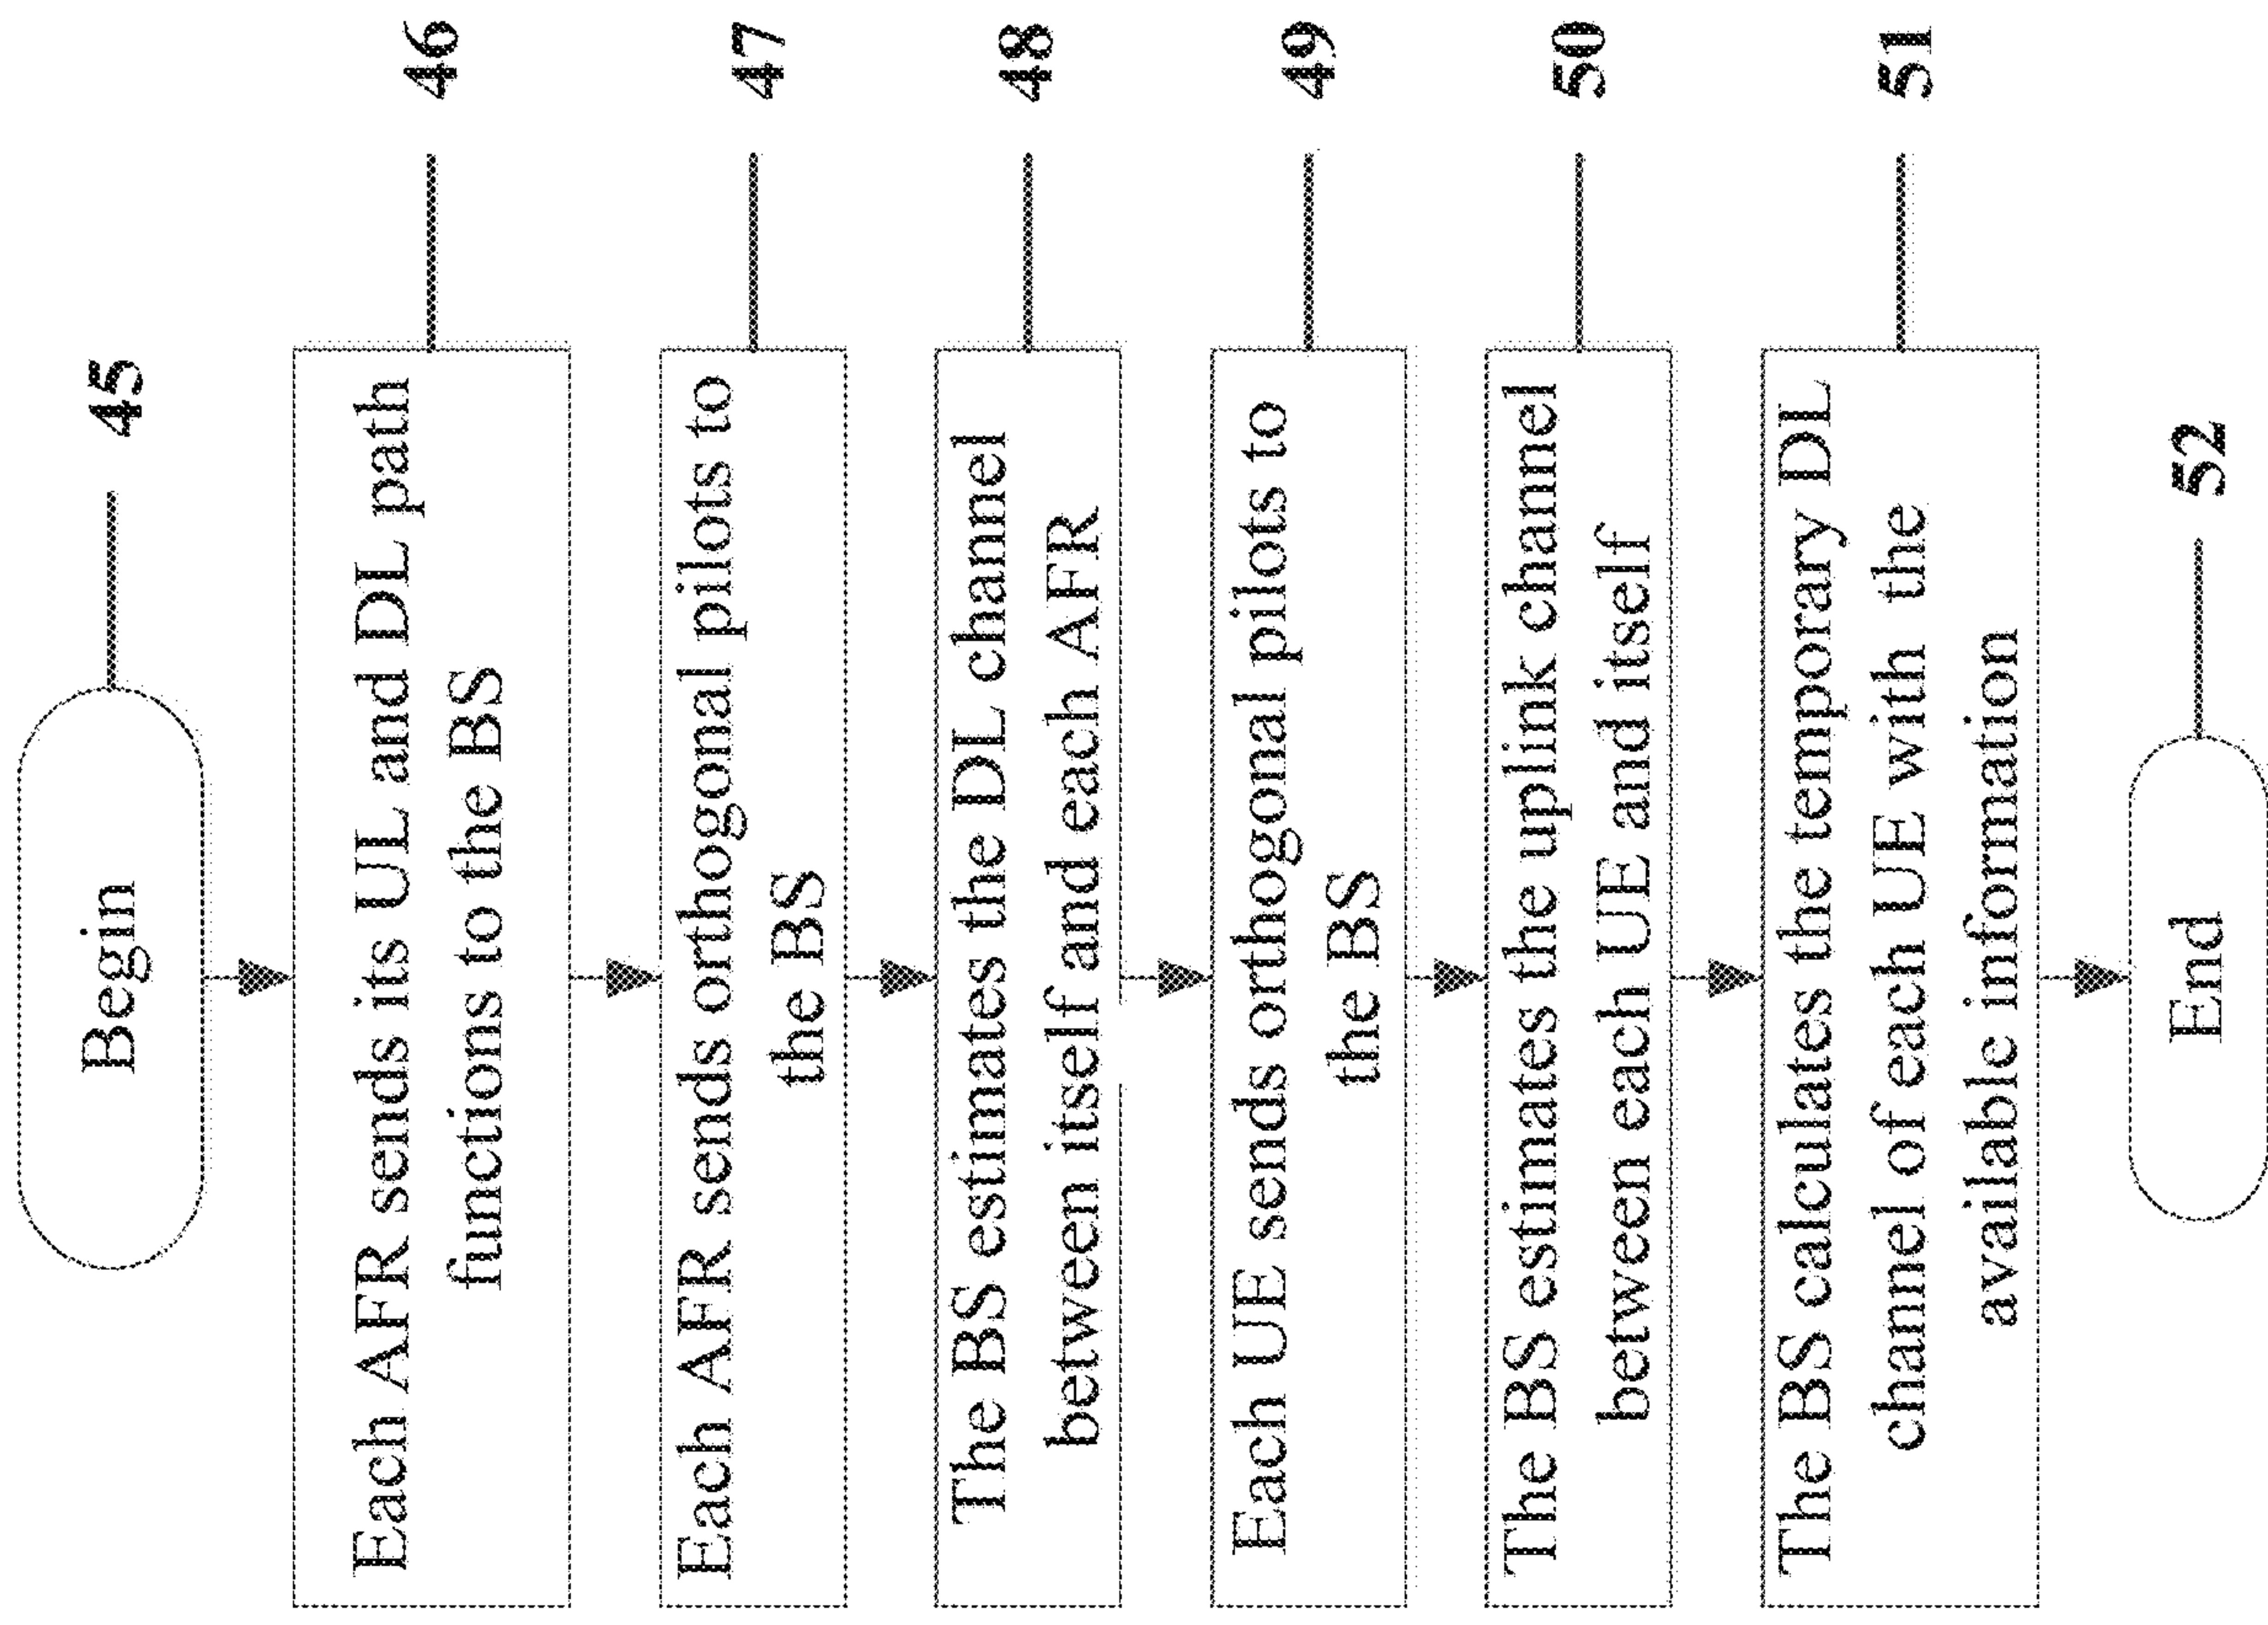 Begin
45
Each AFR sends its UL and DL path
functions to the BS
46
Each AFR sends orthogonal pilots to
the BS
47
The BS estimates the DL channel
between itself and each AFR
48
Each UE sends orthogonal pilots to
the BS
49
The BS estimates the uplink channel
between each UE and itself
50
The BS calculates the temporary DL
channel of each UE with the
available information
51
End
52